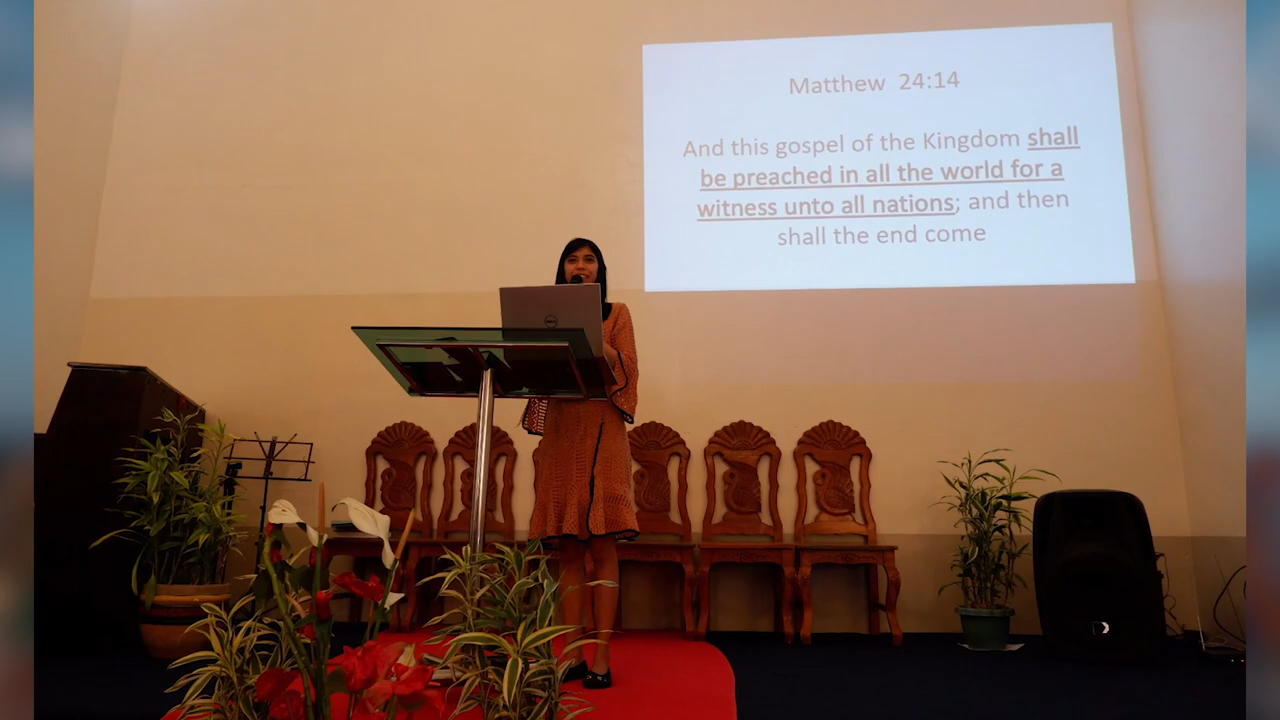 Matthew  24:14
And this gospel of the Kingdom shall
be preached in all the world for a
witness unto all nations; and then
shall the end come
DELL